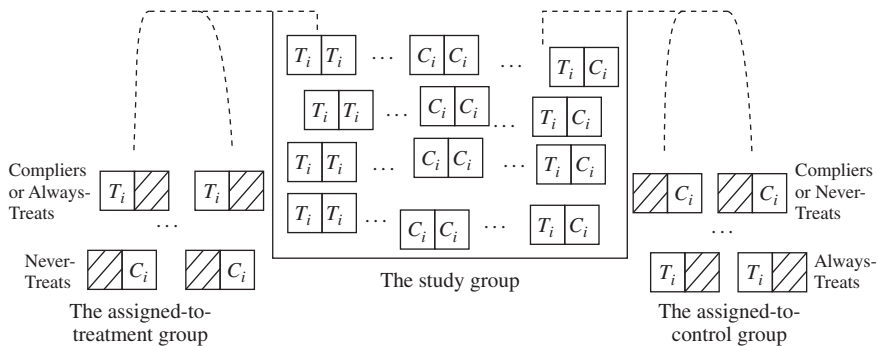 T_i T_i ... C_i C_i ... T_i C_i
T_i T_i ... C_i C_i ... T_i C_i
T_i T_i ... C_i C_i ... T_i C_i
T_i T_i ... C_i C_i ... T_i C_i
The study group
Compliers
or Always-
Treats
T_i T_i
...
Never-
Treats
C_i C_i
The assigned-to-
treatment group
C_i C_i
Compliers
or Never-
Treats
...
T_i T_i
Always-
Treats
The assigned-to-
control group